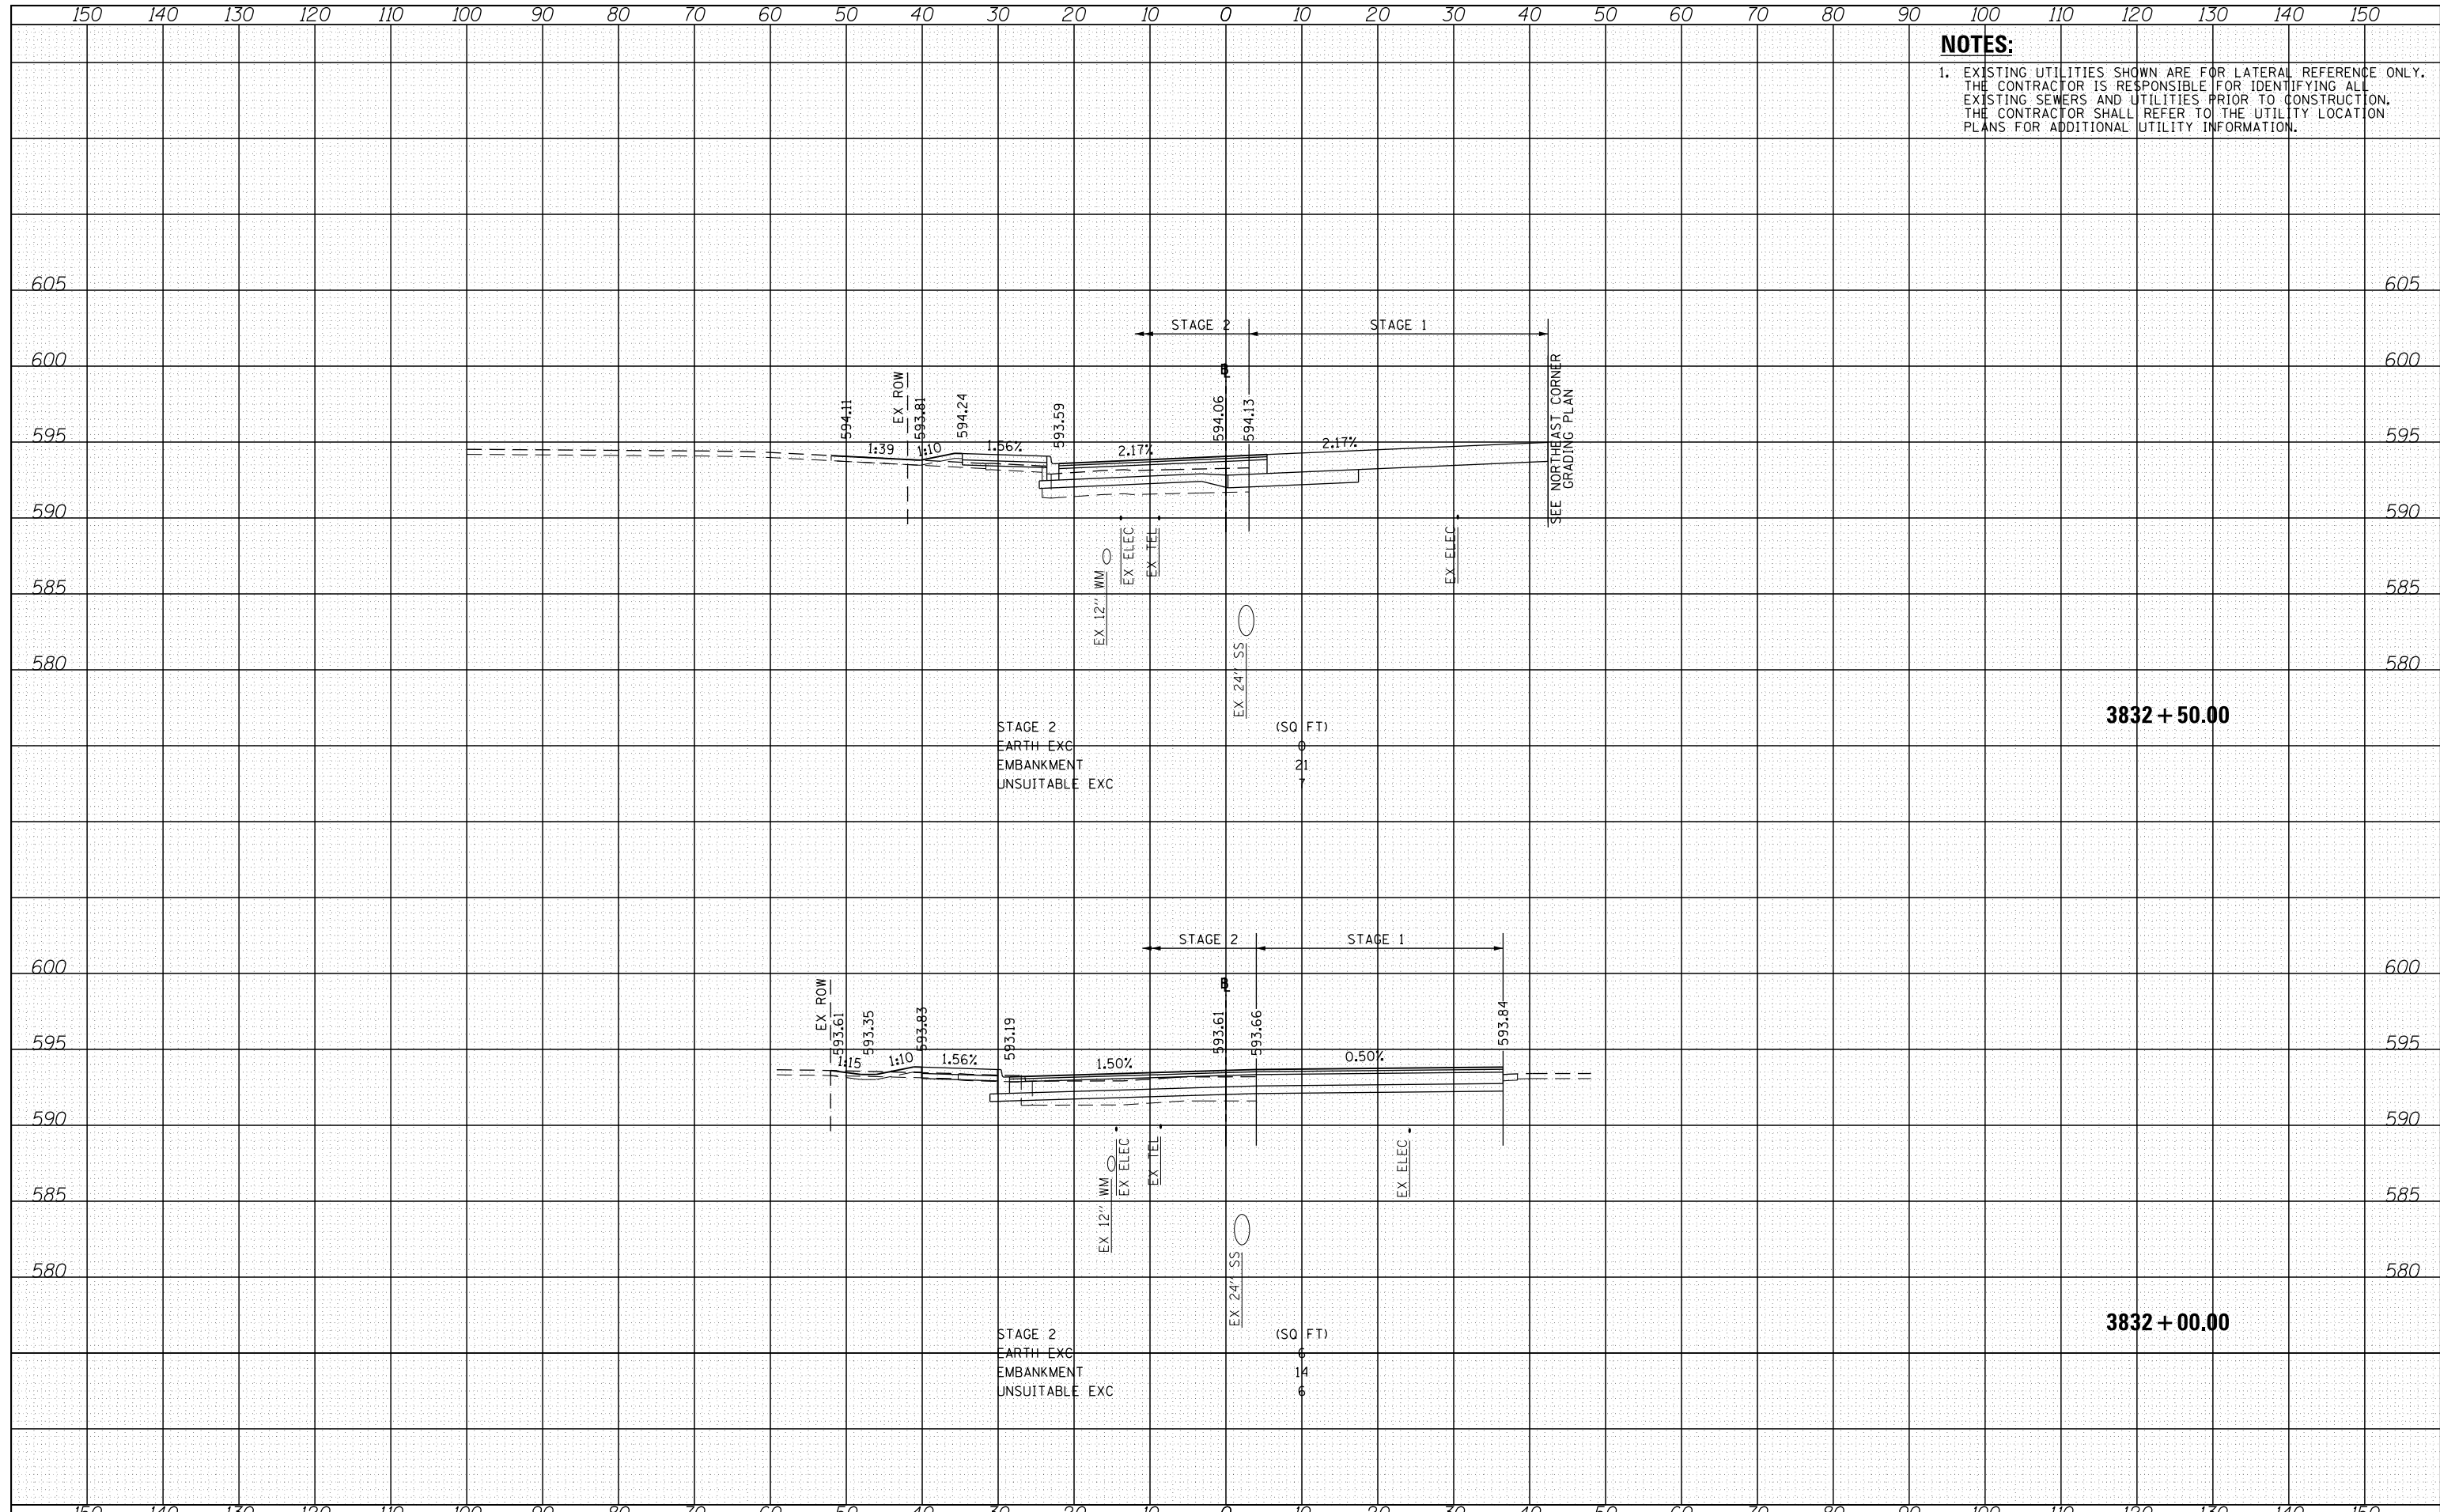 150 140 130 120 110 100 90 80 70 60 50 40 30 20 10 0 10 20 30 40 50 60 70 80 90 100 110 120 130 140 150
NOTES:
1. EXISTING UTILITIES SHOWN ARE FOR LATERAL REFERENCE ONLY.
THE CONTRACTOR IS RESPONSIBLE FOR IDENTIFYING ALL
EXISTING SEWERS AND UTILITIES PRIOR TO CONSTRUCTION.
THE CONTRACTOR SHALL REFER TO THE UTILITY LOCATION
PLANS FOR ADDITIONAL UTILITY INFORMATION.
605 605
STAGE 2 STAGE 1
600 600
594.11
EX ROW
593.81
594.24
593.59
594.06
594.13
SEE NORTHEAST CORNER
GRADING PLAN
595 595
1:39 1:10 1.56% 2.17% 2.17%
590 590
EX 12'' WM
EX ELEC
EX TEL
EX ELEC
585 585
EX 24'' SS
580 580
3832+50.00
STAGE 2 (SQ FT)
EARTH EXC 0
EMBANKMENT 21
UNSUITABLE EXC 7
STAGE 2 STAGE 1
600 600
EX ROW
593.61
593.35
593.83
593.19
593.61
593.66
593.84
595 595
1:15 1:10 1.56% 1.50% 0.50%
590 590
EX 12'' WM
EX ELEC
EX TEL
EX ELEC
585 585
EX 24'' SS
580 580
3832+00.00
STAGE 2 (SQ FT)
EARTH EXC 6
EMBANKMENT 14
UNSUITABLE EXC 6
150 140 130 120 110 100 90 80 70 60 50 40 30 20 10 0 10 20 30 40 50 60 70 80 90 100 110 120 130 140 150